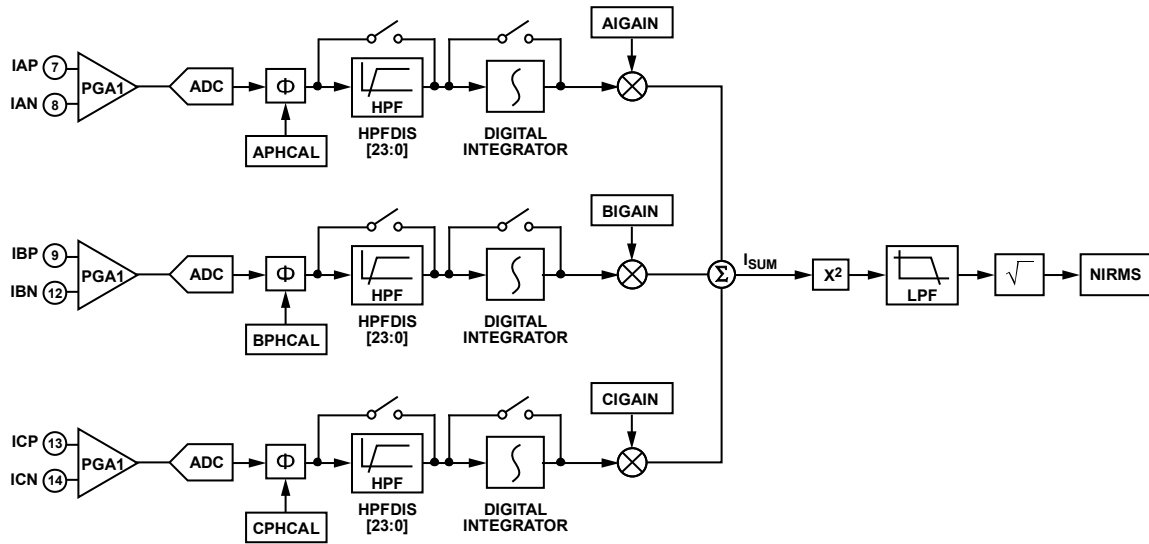 AIGAIN
IAP 7
PGA1
IAN 8
ADC
Φ
HPF
APHCAL
HPFDIS
[23:0]
DIGITAL
INTEGRATOR
BIGAIN
IBP 9
PGA1
IBN 12
ADC
Φ
HPF
BPHCAL
HPFDIS
[23:0]
DIGITAL
INTEGRATOR
Σ
ISUM
X²
LPF
√
NIRMS
CIGAIN
ICP 13
PGA1
ICN 14
ADC
Φ
HPF
CPHCAL
HPFDIS
[23:0]
DIGITAL
INTEGRATOR